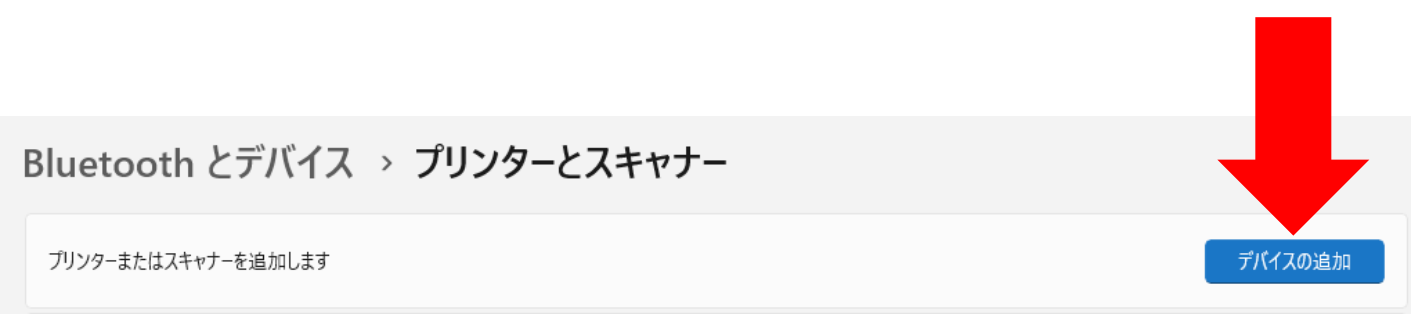 Bluetooth とデバイス › プリンターとスキャナー
プリンターまたはスキャナーを追加します
デバイスの追加